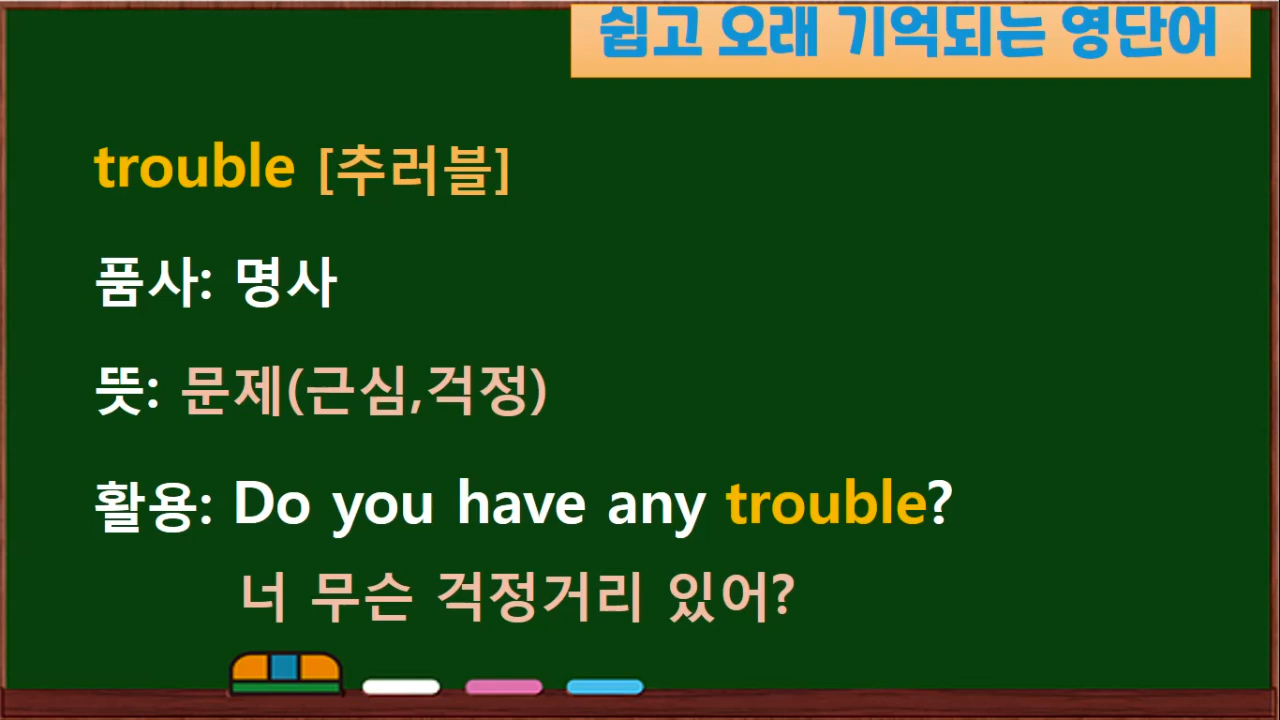 쉽고 오래 기억되는 영단어
trouble [추러블]
품사: 명사
뜻: 문제(근심,걱정)
활용: Do you have any trouble?
너 무슨 걱정거리 있어?